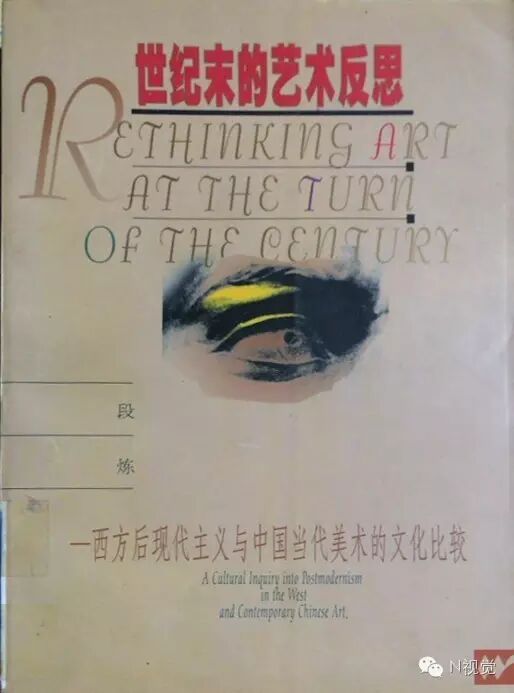 世纪末的艺术反思
RETHINKING ART
AT THE TURN
OF THE CENTURY
段
炼
—西方后现代主义与中国当代美术的文化比较
A Cultural Inquiry into Postmodernism
in the West
and Contemporary Chinese Art.
N视觉